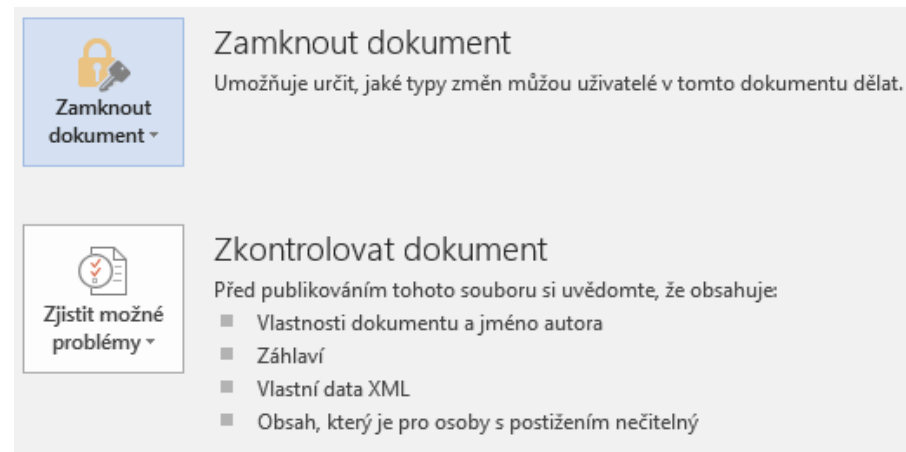 Zamknout dokument
Zamknout dokument
Umožňuje určit, jaké typy změn můžou uživatelé v tomto dokumentu dělat.
Zjistit možné problémy
Zkontrolovat dokument
Před publikováním tohoto souboru si uvědomte, že obsahuje:
Vlastnosti dokumentu a jméno autora
Záhlaví
Vlastní data XML
Obsah, který je pro osoby s postižením nečitelný